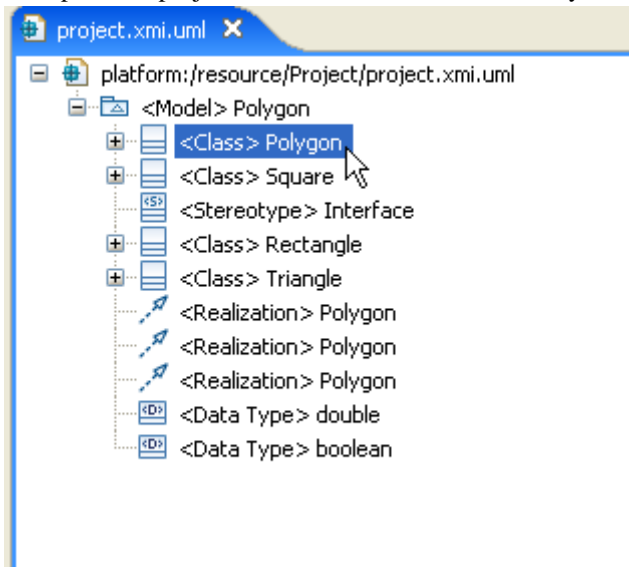 project.xmi.uml
platform:/resource/Project/project.xmi.uml
<Model> Polygon
<Class> Polygon
<Class> Square
<Stereotype> Interface
<Class> Rectangle
<Class> Triangle
<Realization> Polygon
<Realization> Polygon
<Realization> Polygon
<Data Type> double
<Data Type> boolean